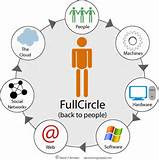 People
The
Cloud
Machines
Social
Networks
Hardware
FullCircle
(back to people)
@
Web
Software